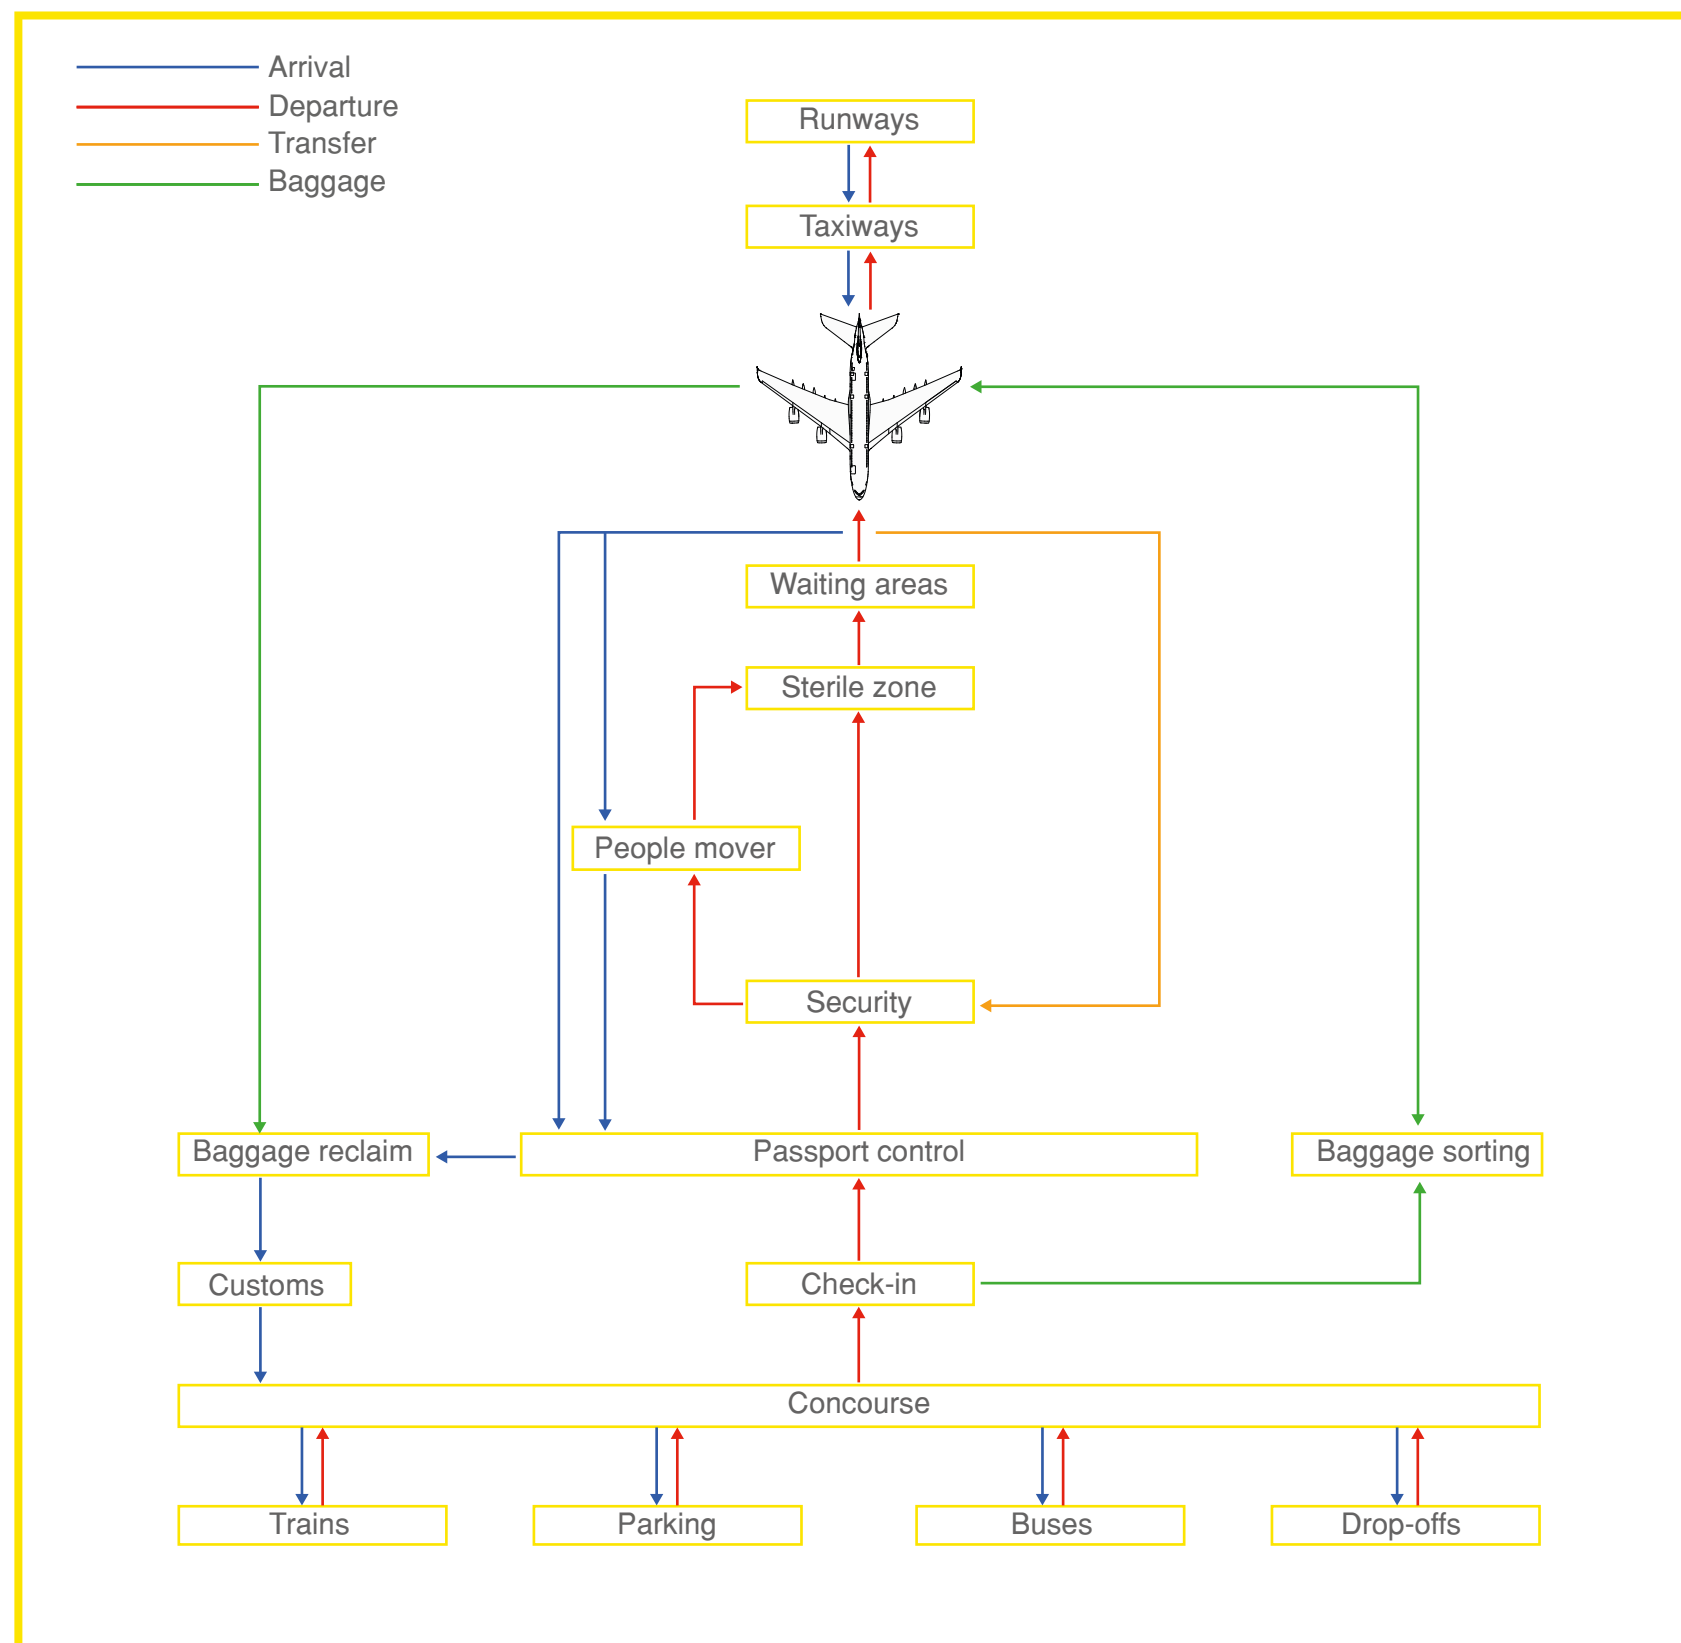 Arrival
Departure
Transfer
Baggage
Runways
Taxiways
Waiting areas
Sterile zone
People mover
Security
Baggage reclaim
Passport control
Baggage sorting
Customs
Check-in
Concourse
Trains
Parking
Buses
Drop-offs